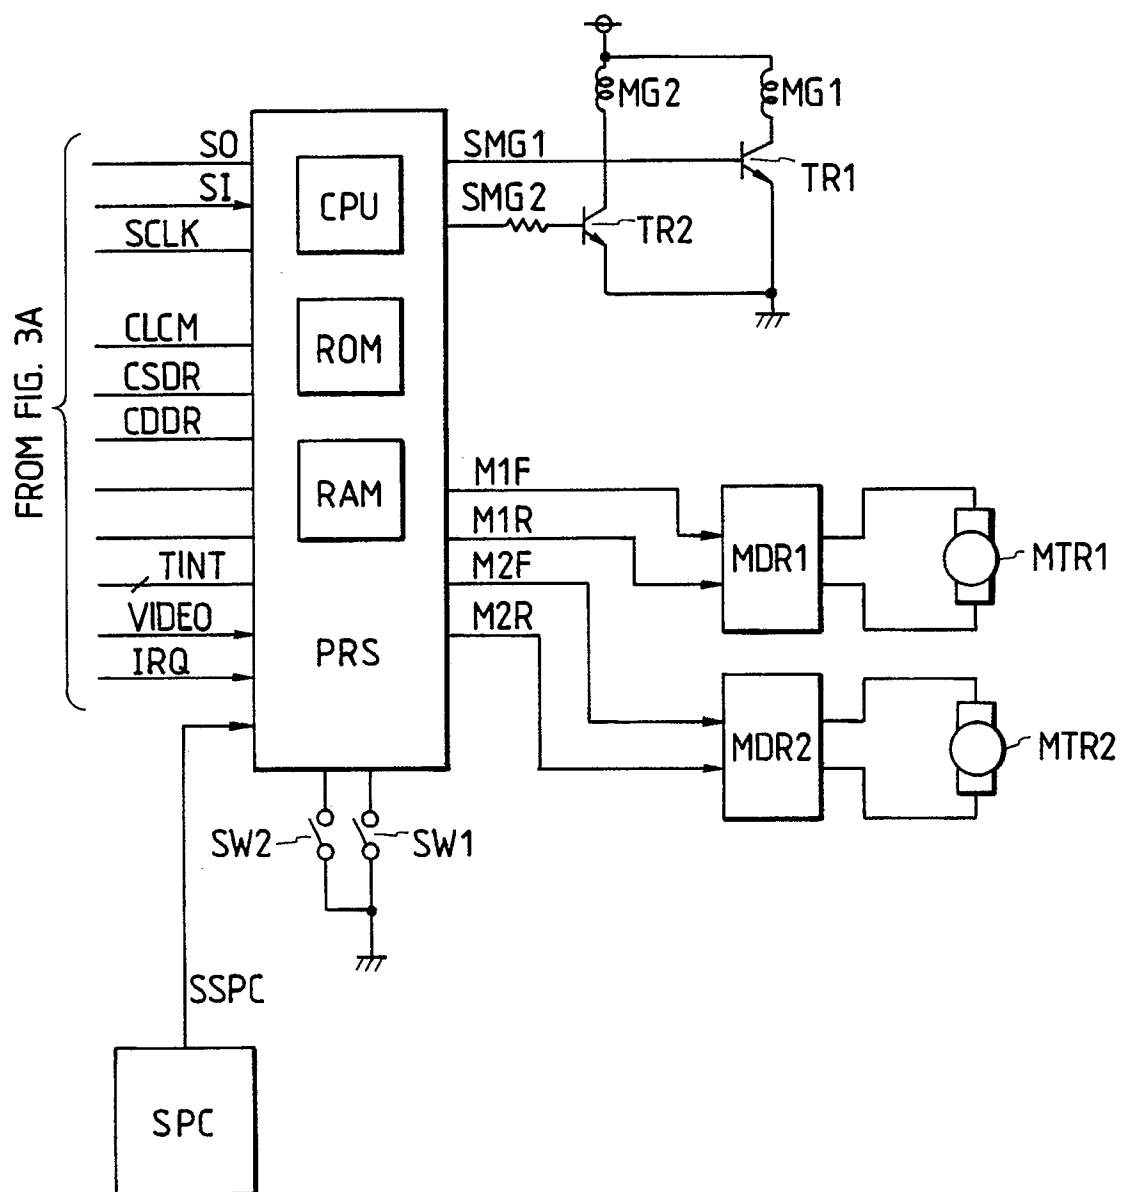 MG2
MG1
SO
SMG1
TR1
SI
SMG2
CPU
TR2
SCLK
FROM FIG. 3A
CLCM
ROM
CSDR
CDDR
RAM
M1F
M1R
MDR1
MTR1
TINT
M2F
VIDEO
M2R
IRQ
PRS
MDR2
MTR2
SW2
SW1
SSPC
SPC